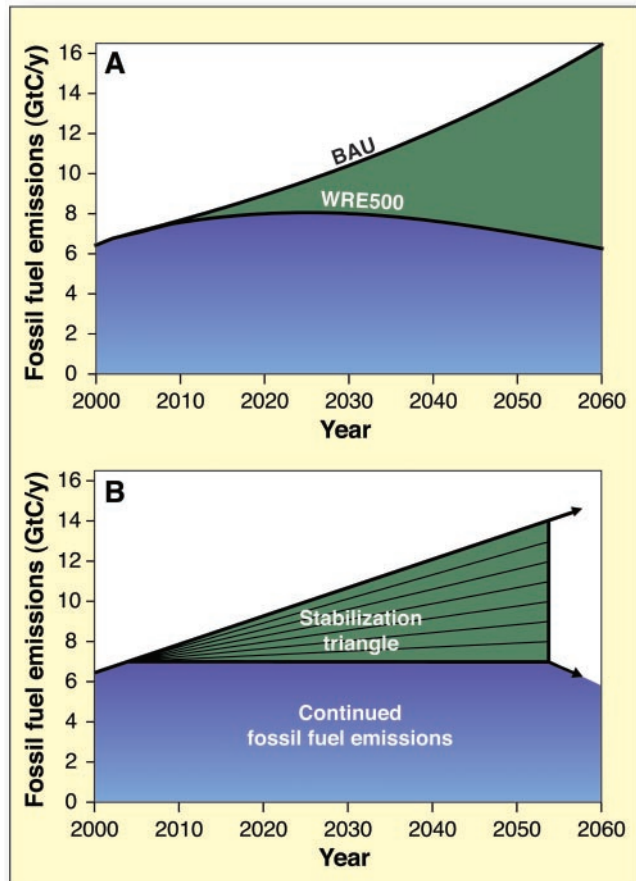 A
Fossil fuel emissions (GtC/y)
16
14
12
10
8
6
4
2
0
BAU
WRE500
2000 2010 2020 2030 2040 2050 2060
Year
B
Fossil fuel emissions (GtC/y)
16
14
12
10
8
6
4
2
0
Stabilization
triangle
Continued
fossil fuel emissions
2000 2010 2020 2030 2040 2050 2060
Year